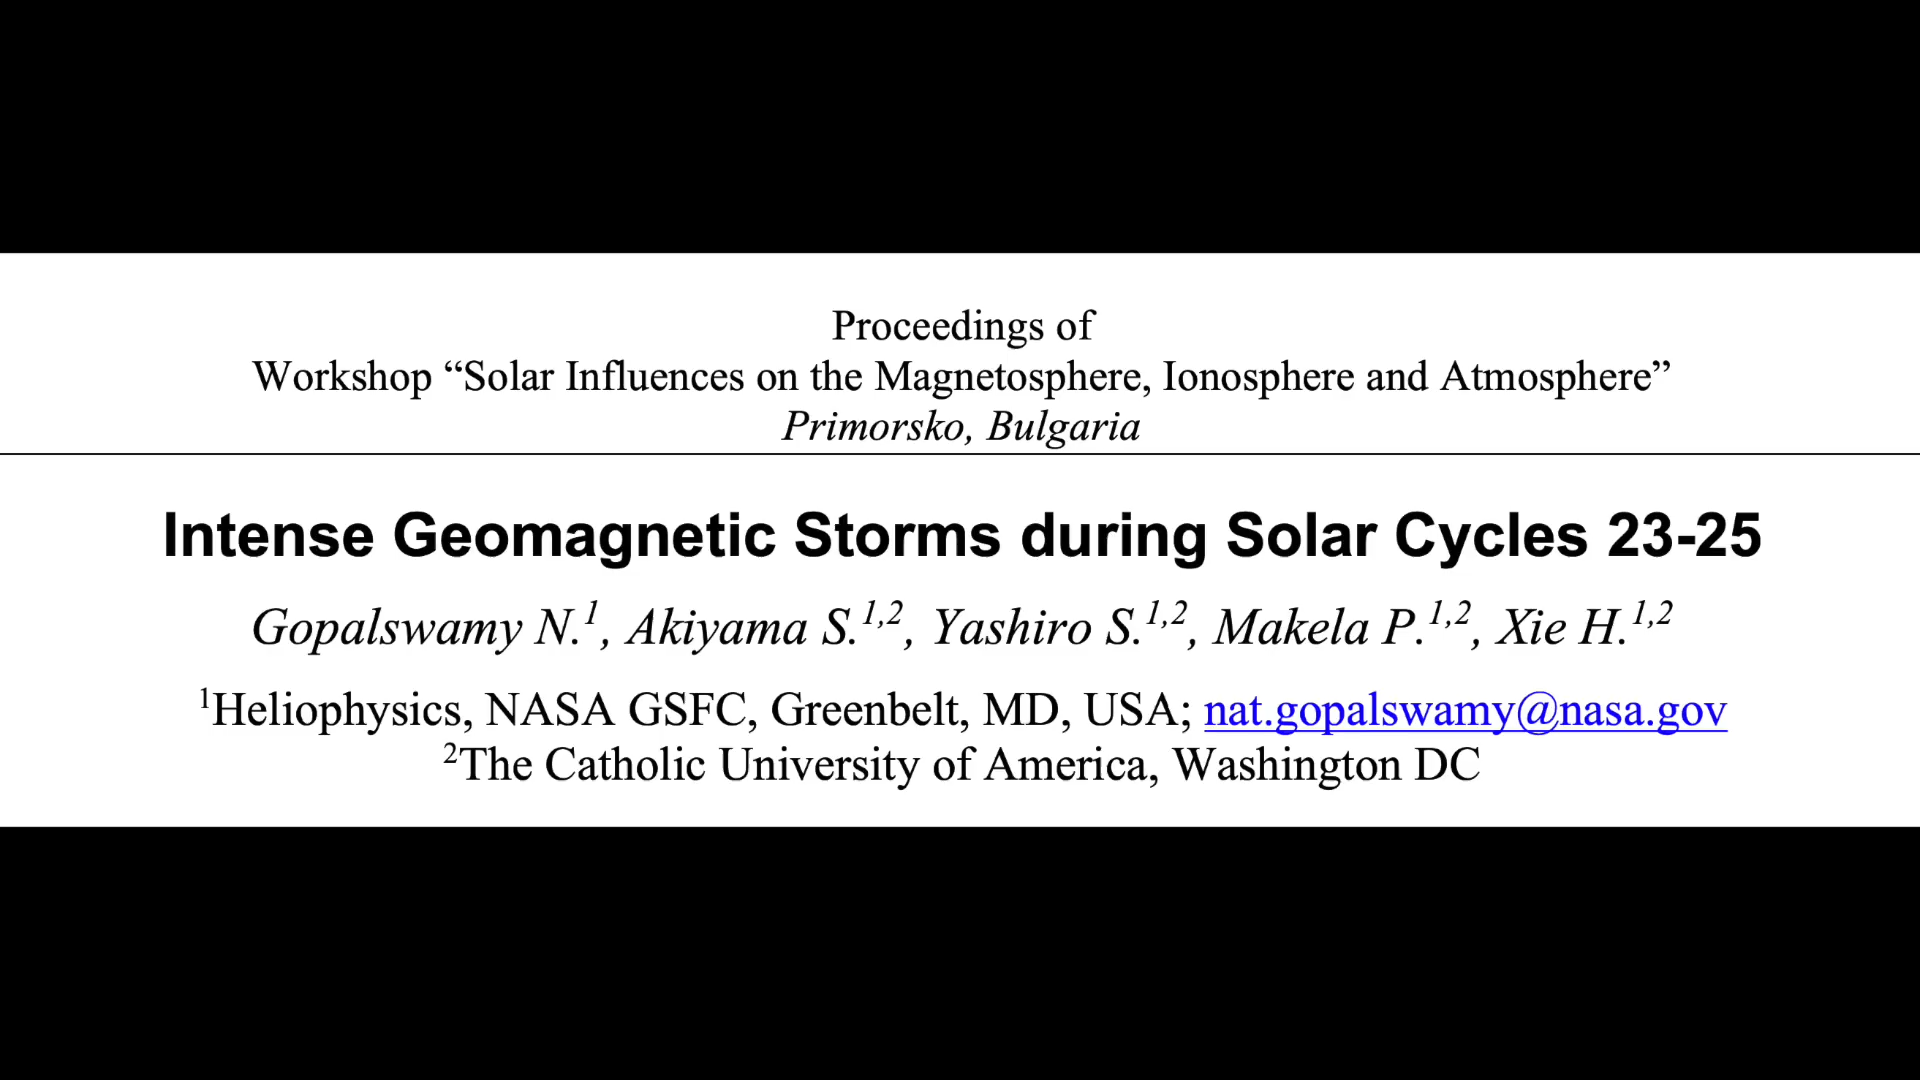 Proceedings of
Workshop “Solar Influences on the Magnetosphere, Ionosphere and Atmosphere”
Primorsko, Bulgaria
Intense Geomagnetic Storms during Solar Cycles 23-25
Gopalswamy N.1, Akiyama S.1,2, Yashiro S.1,2, Makela P.1,2, Xie H.1,2
1Heliophysics, NASA GSFC, Greenbelt, MD, USA; nat.gopalswamy@nasa.gov
2The Catholic University of America, Washington DC